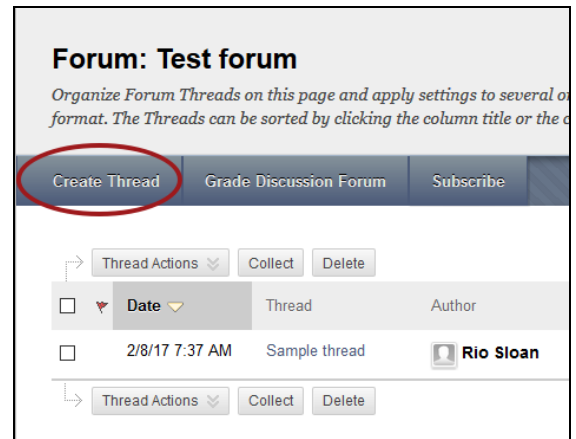 Forum: Test forum
Organize Forum Threads on this page and apply settings to several or
format. The Threads can be sorted by clicking the column title or the c
Create Thread Grade Discussion Forum Subscribe
Thread Actions Collect Delete
Date Thread Author
2/8/17 7:37 AM Sample thread Rio Sloan
Thread Actions Collect Delete